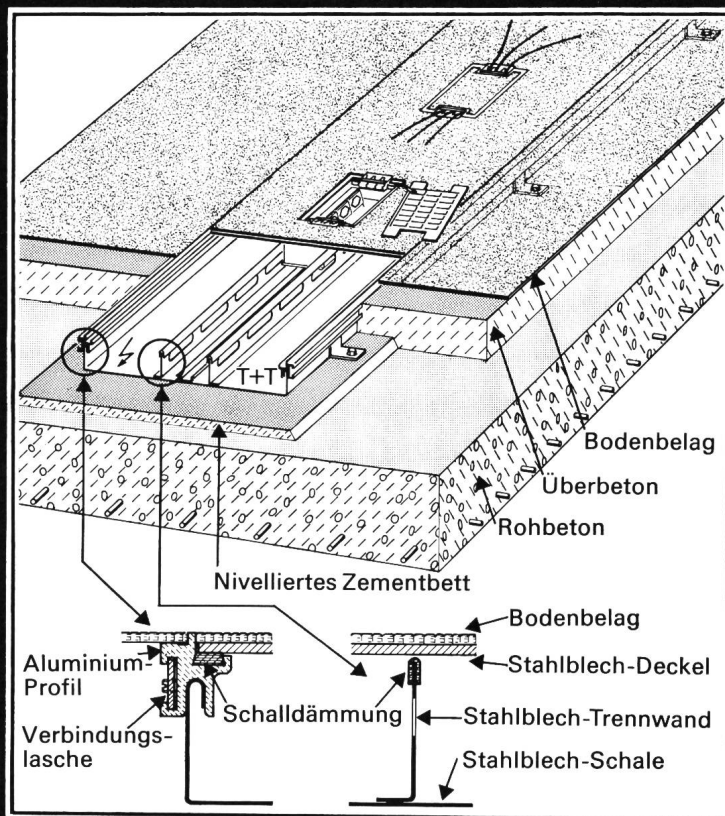 T+T
Bodenbelag
Überbeton
Rohbeton
Nivelliertes Zementbett
Bodenbelag
Aluminium-
Profil
Stahlblech-Deckel
Schalldämmung
Stahlblech-Trennwand
Verbindungs-
lasche
Stahlblech-Schale